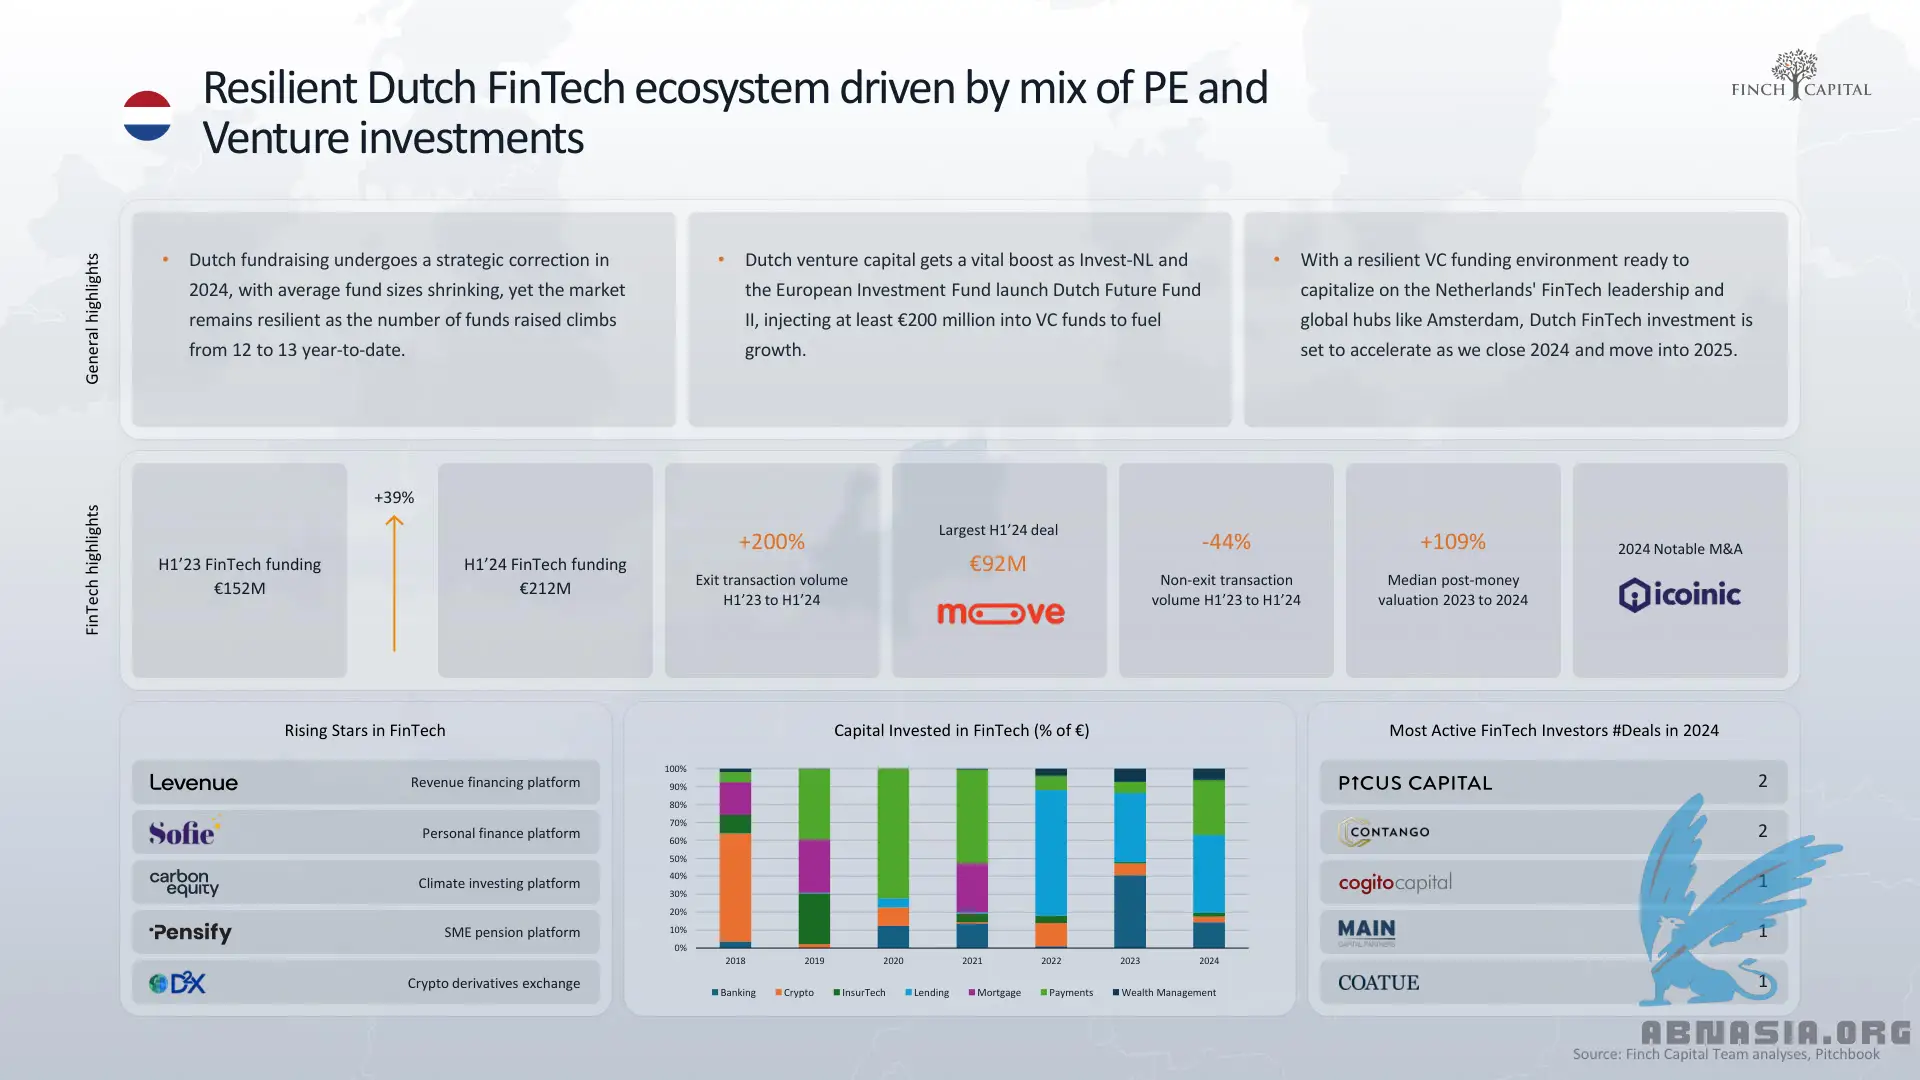 Resilient Dutch FinTech ecosystem driven by mix of PE and
Venture investments
FINCH CAPITAL
General highlights
• Dutch fundraising undergoes a strategic correction in
2024, with average fund sizes shrinking, yet the market
remains resilient as the number of funds raised climbs
from 12 to 13 year-to-date.
• Dutch venture capital gets a vital boost as Invest-NL and
the European Investment Fund launch Dutch Future Fund
II, injecting at least €200 million into VC funds to fuel
growth.
• With a resilient VC funding environment ready to
capitalize on the Netherlands' FinTech leadership and
global hubs like Amsterdam, Dutch FinTech investment is
set to accelerate as we close 2024 and move into 2025.
FinTech highlights
H1’23 FinTech funding
€152M
+39%
H1’24 FinTech funding
€212M
+200%
Exit transaction volume
H1’23 to H1’24
Largest H1’24 deal
€92M
moove
-44%
Non-exit transaction
volume H1’23 to H1’24
+109%
Median post-money
valuation 2023 to 2024
2024 Notable M&A
icoinic
Rising Stars in FinTech
Levenue Revenue financing platform
Sofie Personal finance platform
carbon
equity
Climate investing platform
Pensify SME pension platform
D2X Crypto derivatives exchange
Capital Invested in FinTech (% of €)
100%
90%
80%
70%
60%
50%
40%
30%
20%
10%
0%
2018 2019 2020 2021 2022 2023 2024
Banking Crypto InsurTech Lending Mortgage Payments Wealth Management
Most Active FinTech Investors #Deals in 2024
PICUS CAPITAL 2
CONTANGO 2
cogitocapital 1
MAIN 1
CAPITAL PARTNERS
COATUE 1
ABNASIA.ORG
Source: Finch Capital Team analyses, Pitchbook